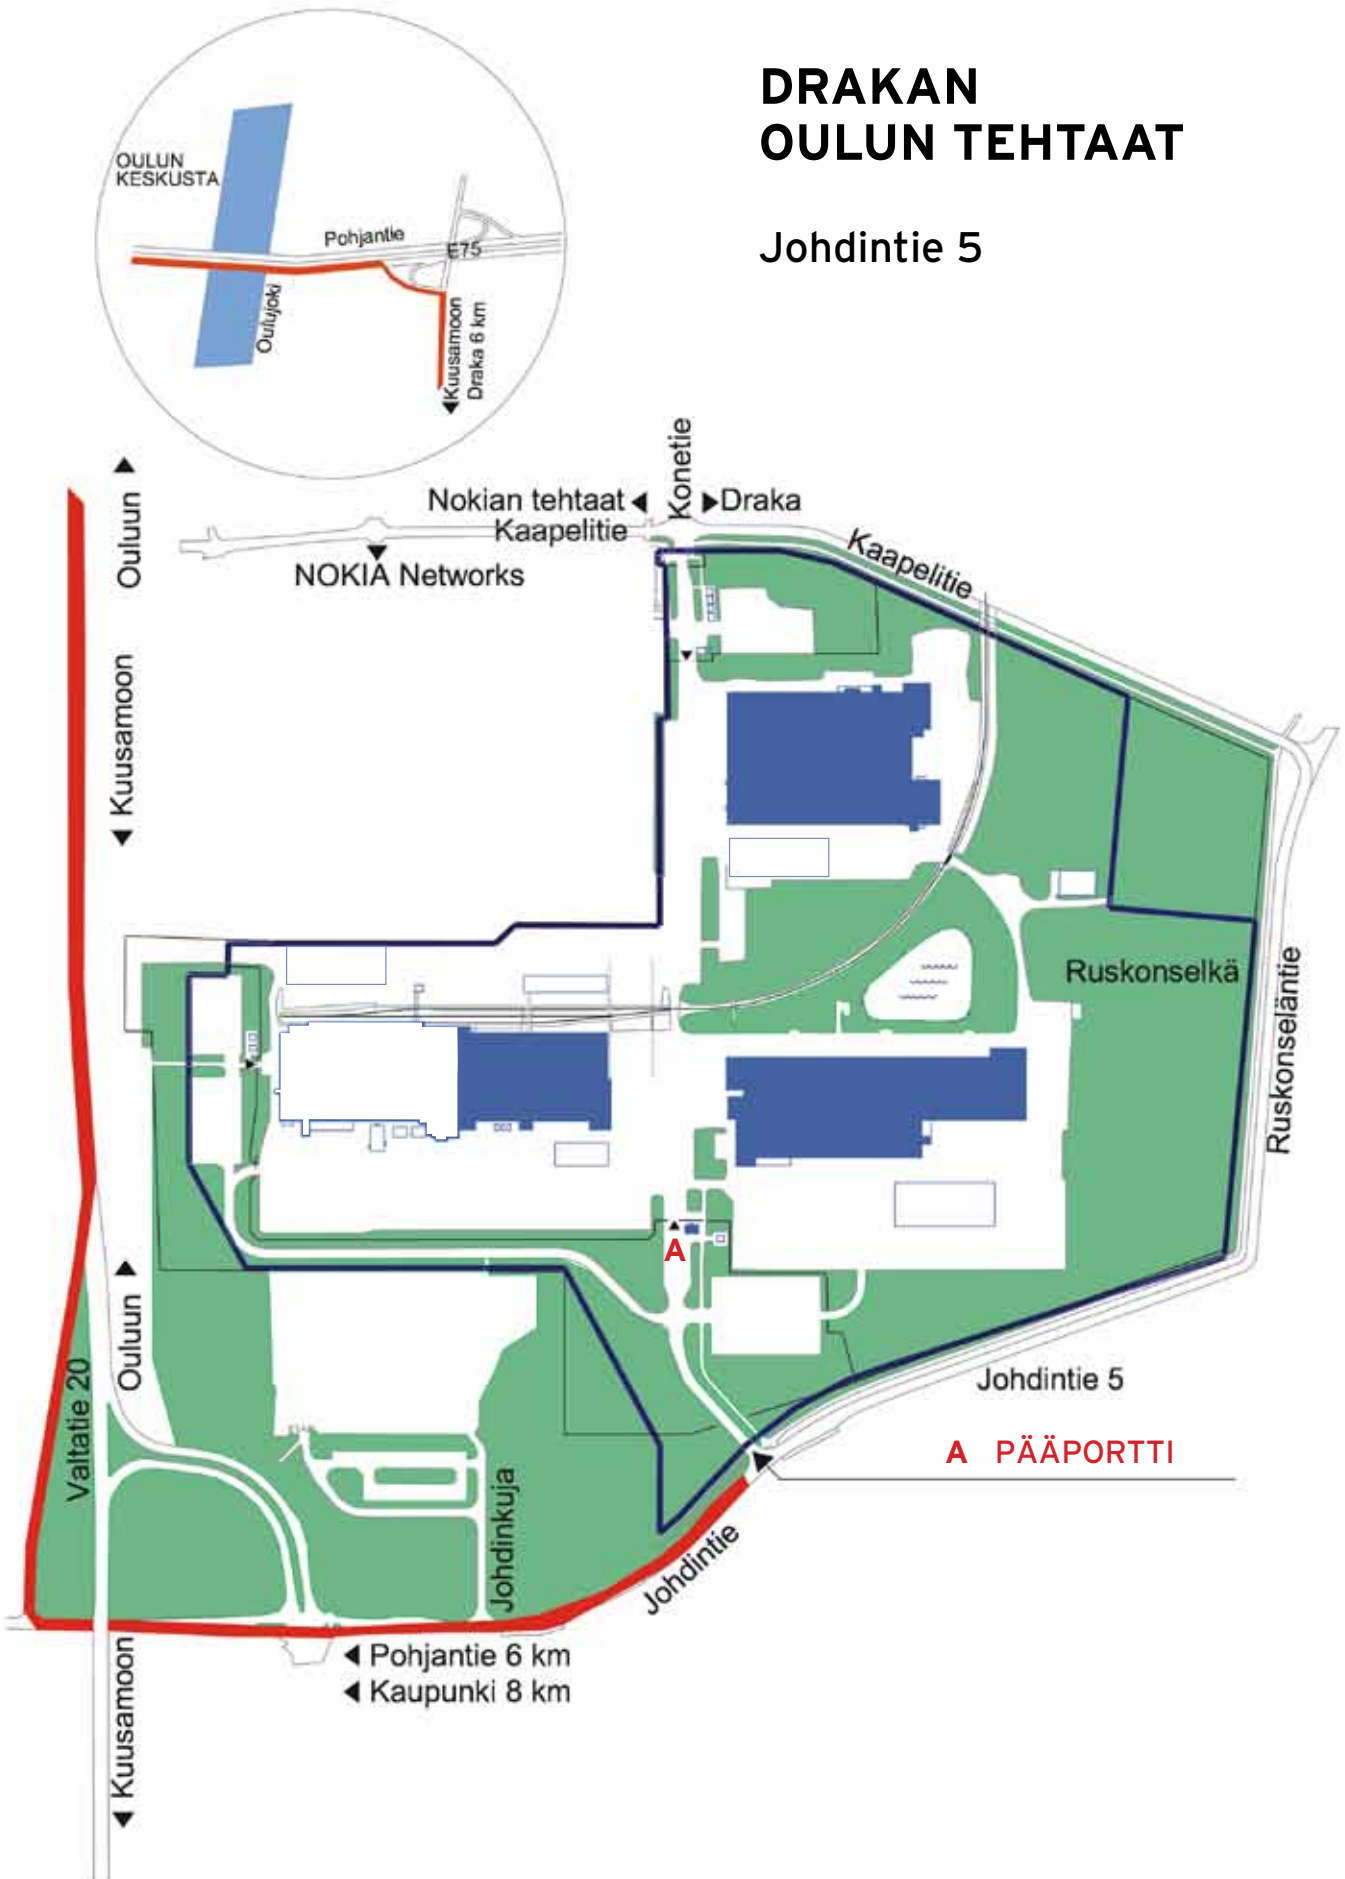 DRAKAN
OULUN TEHTAAT
Johdintie 5
OULUN
KESKUSTA
Pohjantie
E75
Oulujoki
Kuusamoon
Draka 6 km
Konetie
Nokian tehtaat
Draka
Kaapelitie
NOKIA Networks
Kaapelitie
Ouluun
Kuusamoon
Ruskonselkä
Ruskonseläntie
A
Ouluun
Valtatie 20
Johdintie 5
A PÄÄPORTTI
Johdinkuja
Johdintie
Pohjantie 6 km
Kaupunki 8 km
Kuusamoon